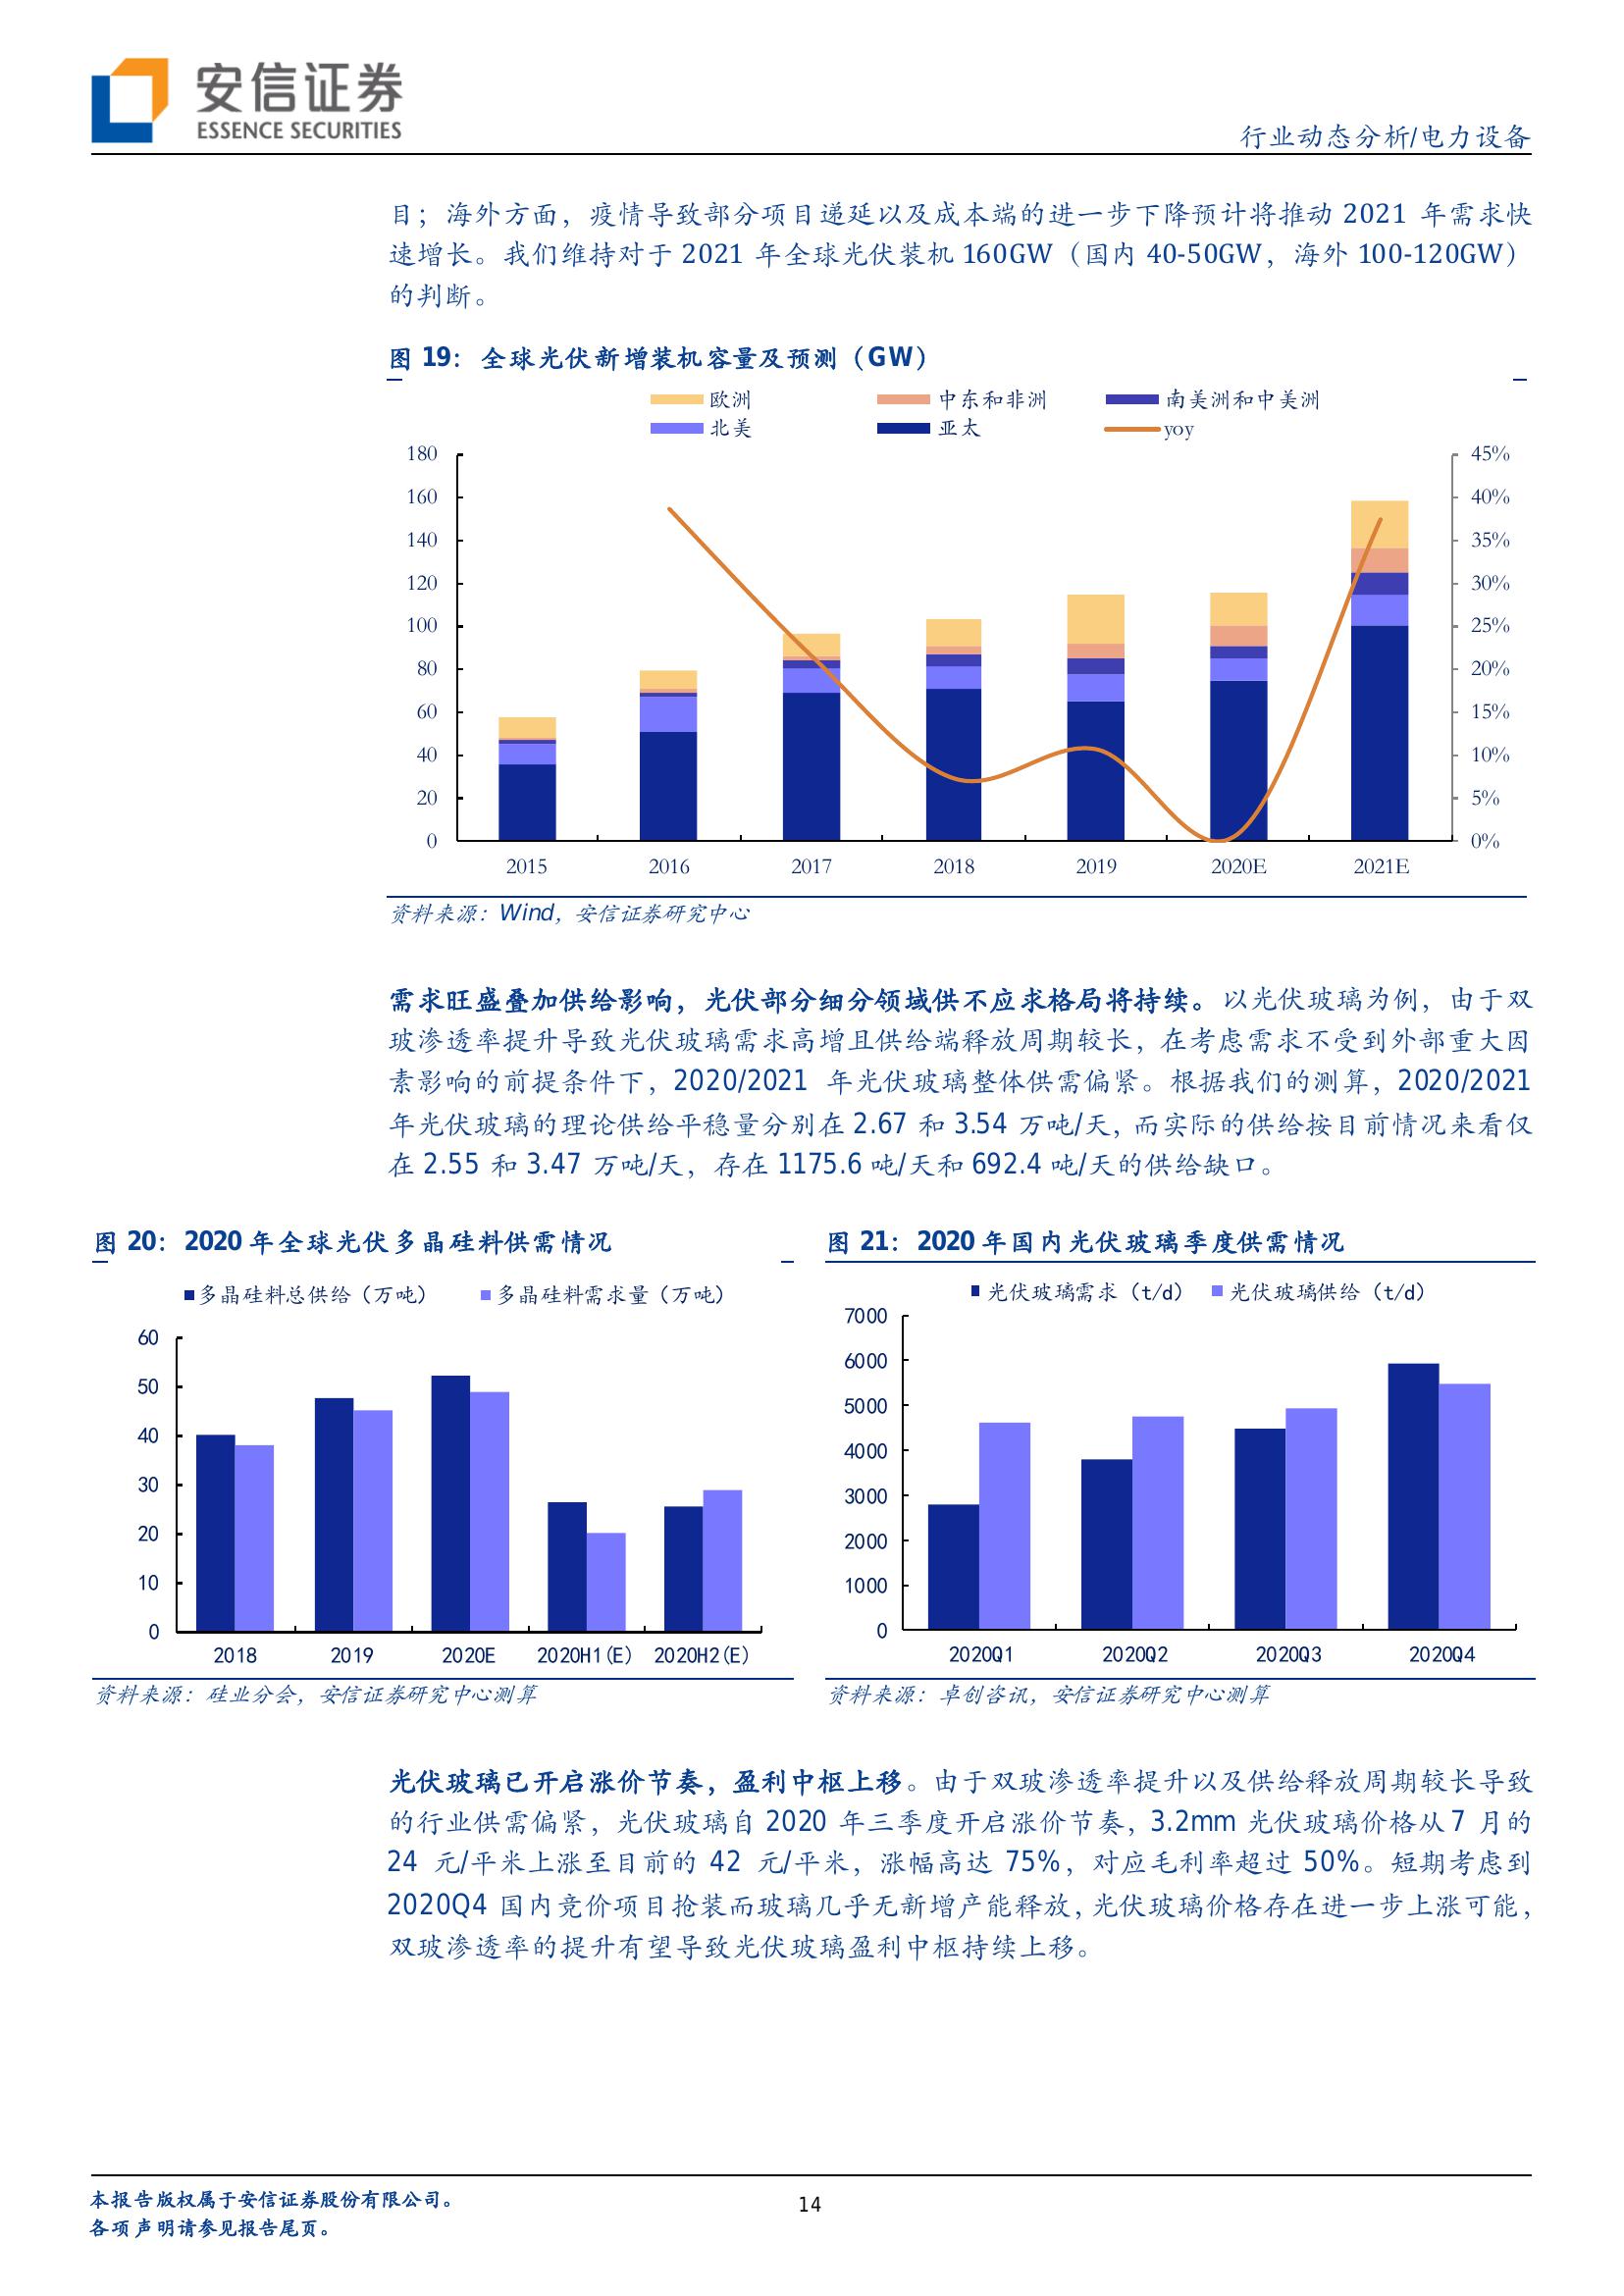 安信证券
ESSENCE SECURITIES
行业动态分析/电力设备
目；海外方面，疫情导致部分项目递延以及成本端的进一步下降预计将推动 2021 年需求快
速增长。我们维持对于 2021 年全球光伏装机 160GW（国内 40-50GW，海外 100-120GW）
的判断。
图 19：全球光伏新增装机容量及预测（GW）
欧洲 中东和非洲 南美洲和中美洲
北美 亚太 yoy
180 45%
160 40%
140 35%
120 30%
100 25%
80 20%
60 15%
40 10%
20 5%
0 0%
2015 2016 2017 2018 2019 2020E 2021E
资料来源：Wind，安信证券研究中心
需求旺盛叠加供给影响，光伏部分细分领域供不应求格局将持续。以光伏玻璃为例，由于双
玻渗透率提升导致光伏玻璃需求高增且供给端释放周期较长，在考虑需求不受到外部重大因
素影响的前提条件下，2020/2021 年光伏玻璃整体供需偏紧。根据我们的测算，2020/2021
年光伏玻璃的理论供给平稳量分别在 2.67 和 3.54 万吨/天，而实际的供给按目前情况来看仅
在 2.55 和 3.47 万吨/天，存在 1175.6 吨/天和 692.4 吨/天的供给缺口。
图 20：2020 年全球光伏多晶硅料供需情况
多晶硅料总供给（万吨） 多晶硅料需求量（万吨）
60
50
40
30
20
10
0
2018 2019 2020E 2020H1(E) 2020H2(E)
资料来源：硅业分会，安信证券研究中心测算
图 21：2020 年国内光伏玻璃季度供需情况
光伏玻璃需求（t/d） 光伏玻璃供给（t/d）
7000
6000
5000
4000
3000
2000
1000
0
2020Q1 2020Q2 2020Q3 2020Q4
资料来源：卓创咨讯，安信证券研究中心测算
光伏玻璃已开启涨价节奏，盈利中枢上移。由于双玻渗透率提升以及供给释放周期较长导致
的行业供需偏紧，光伏玻璃自 2020 年三季度开启涨价节奏，3.2mm 光伏玻璃价格从 7 月的
24 元/平米上涨至目前的 42 元/平米，涨幅高达 75%，对应毛利率超过 50%。短期考虑到
2020Q4 国内竞价项目抢装而玻璃几乎无新增产能释放，光伏玻璃价格存在进一步上涨可能，
双玻渗透率的提升有望导致光伏玻璃盈利中枢持续上移。
本报告版权属于安信证券股份有限公司。
各项声明请参见报告尾页。
14